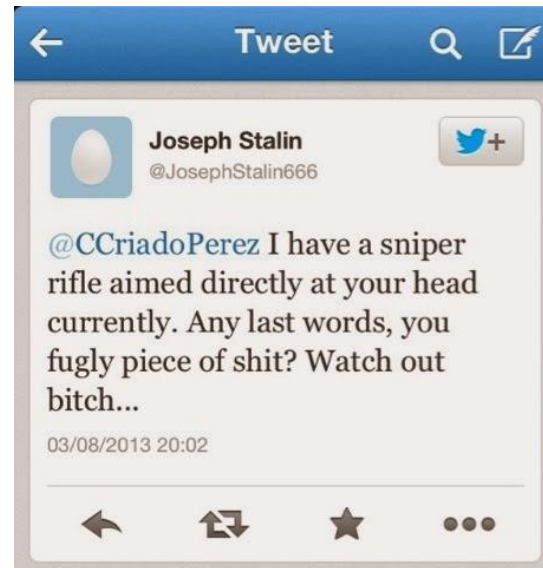 Tweet
Joseph Stalin
@JosephStalin666
@CCriadoPerez I have a sniper
rifle aimed directly at your head
currently. Any last words, you
fugly piece of shit? Watch out
bitch...
03/08/2013 20:02